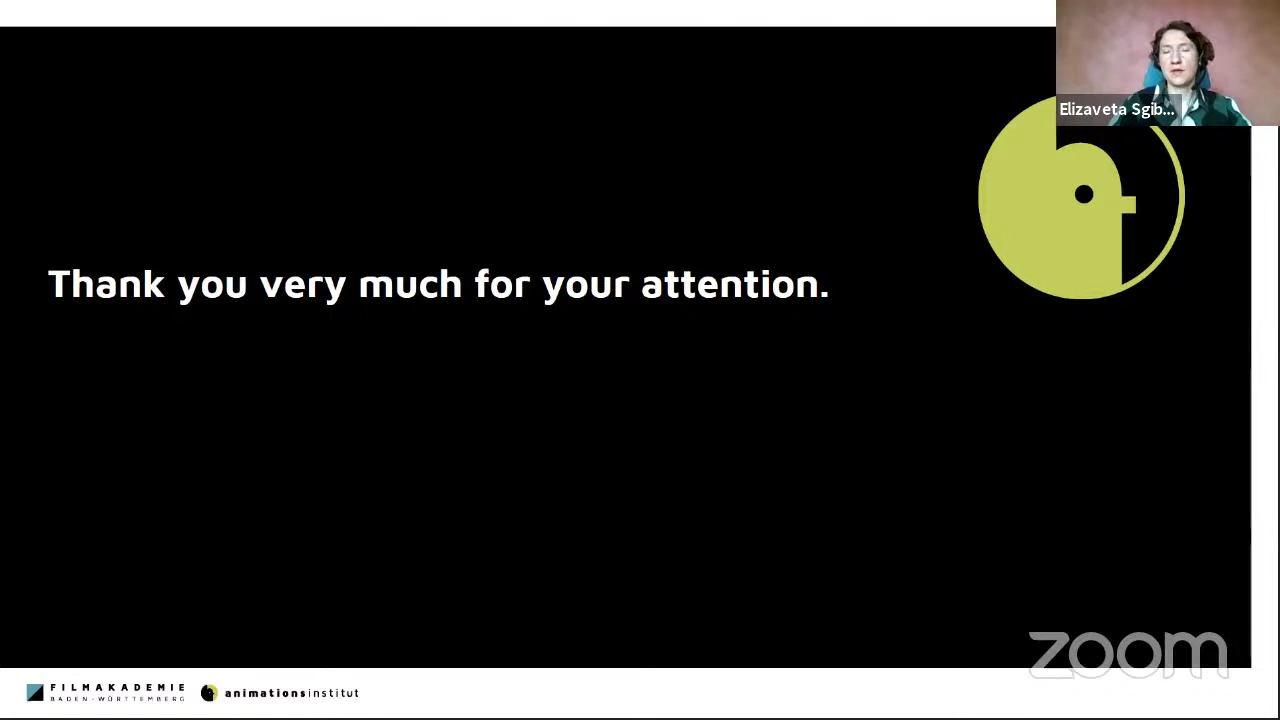 Elizaveta Sgib...
Thank you very much for your attention.
zoom
FILMAKADEMIE
BADEN-WÜRTTEMBERG
animationsinstitut